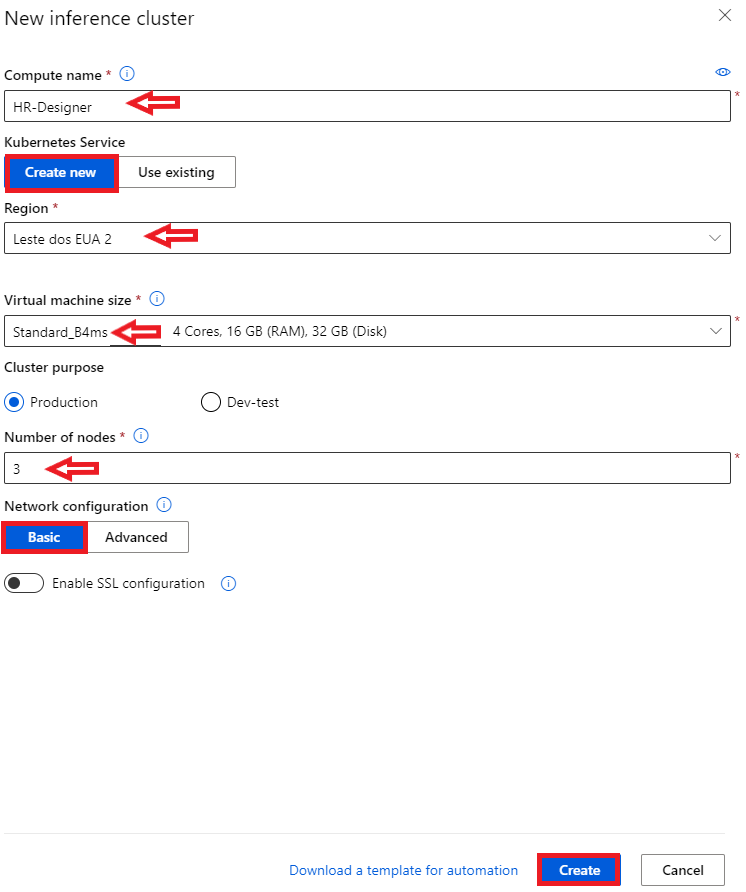 New inference cluster
Compute name *
HR-Designer
*
Kubernetes Service
Create new Use existing
Region *
Leste dos EUA 2
Virtual machine size *
Standard_B4ms 4 Cores, 16 GB (RAM), 32 GB (Disk)
*
Cluster purpose
Production Dev-test
Number of nodes *
3
*
Network configuration
Basic Advanced
Enable SSL configuration
Download a template for automation Create Cancel